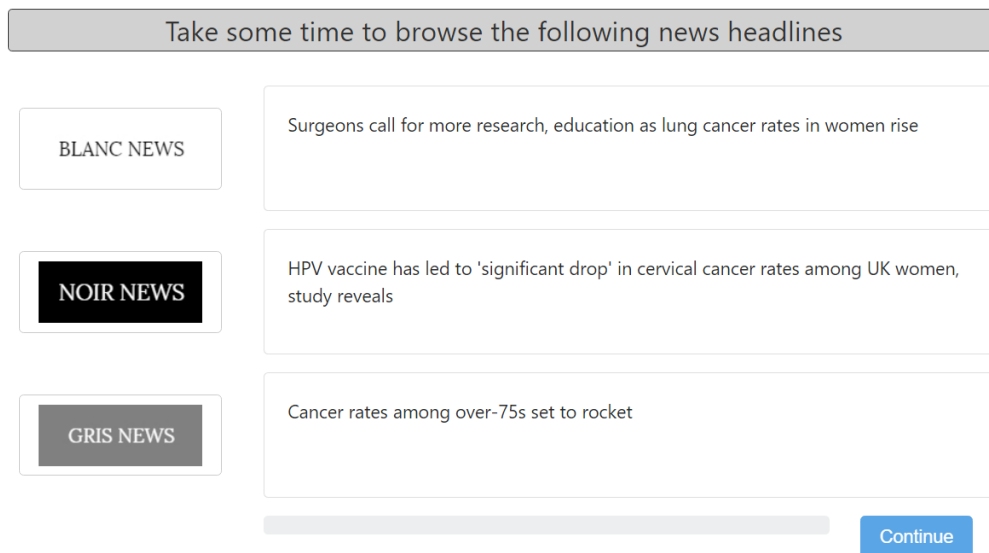 Take some time to browse the following news headlines
BLANC NEWS
Surgeons call for more research, education as lung cancer rates in women rise
NOIR NEWS
HPV vaccine has led to 'significant drop' in cervical cancer rates among UK women,
study reveals
GRIS NEWS
Cancer rates among over-75s set to rocket
Continue